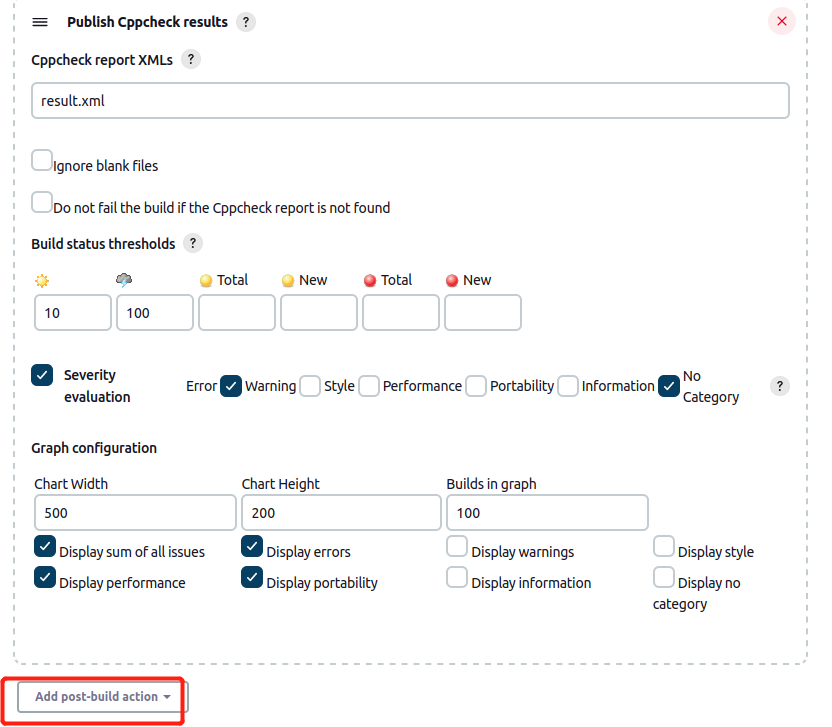 Publish Cppcheck results ?
Cppcheck report XMLs ?
result.xml
Ignore blank files
Do not fail the build if the Cppcheck report is not found
Build status thresholds ?
Total New Total New
10 100
Severity evaluation
Error Warning Style Performance Portability Information No Category ?
Graph configuration
Chart Width Chart Height Builds in graph
500 200 100
Display sum of all issues Display errors Display warnings Display style
Display performance Display portability Display information Display no
category
Add post-build action